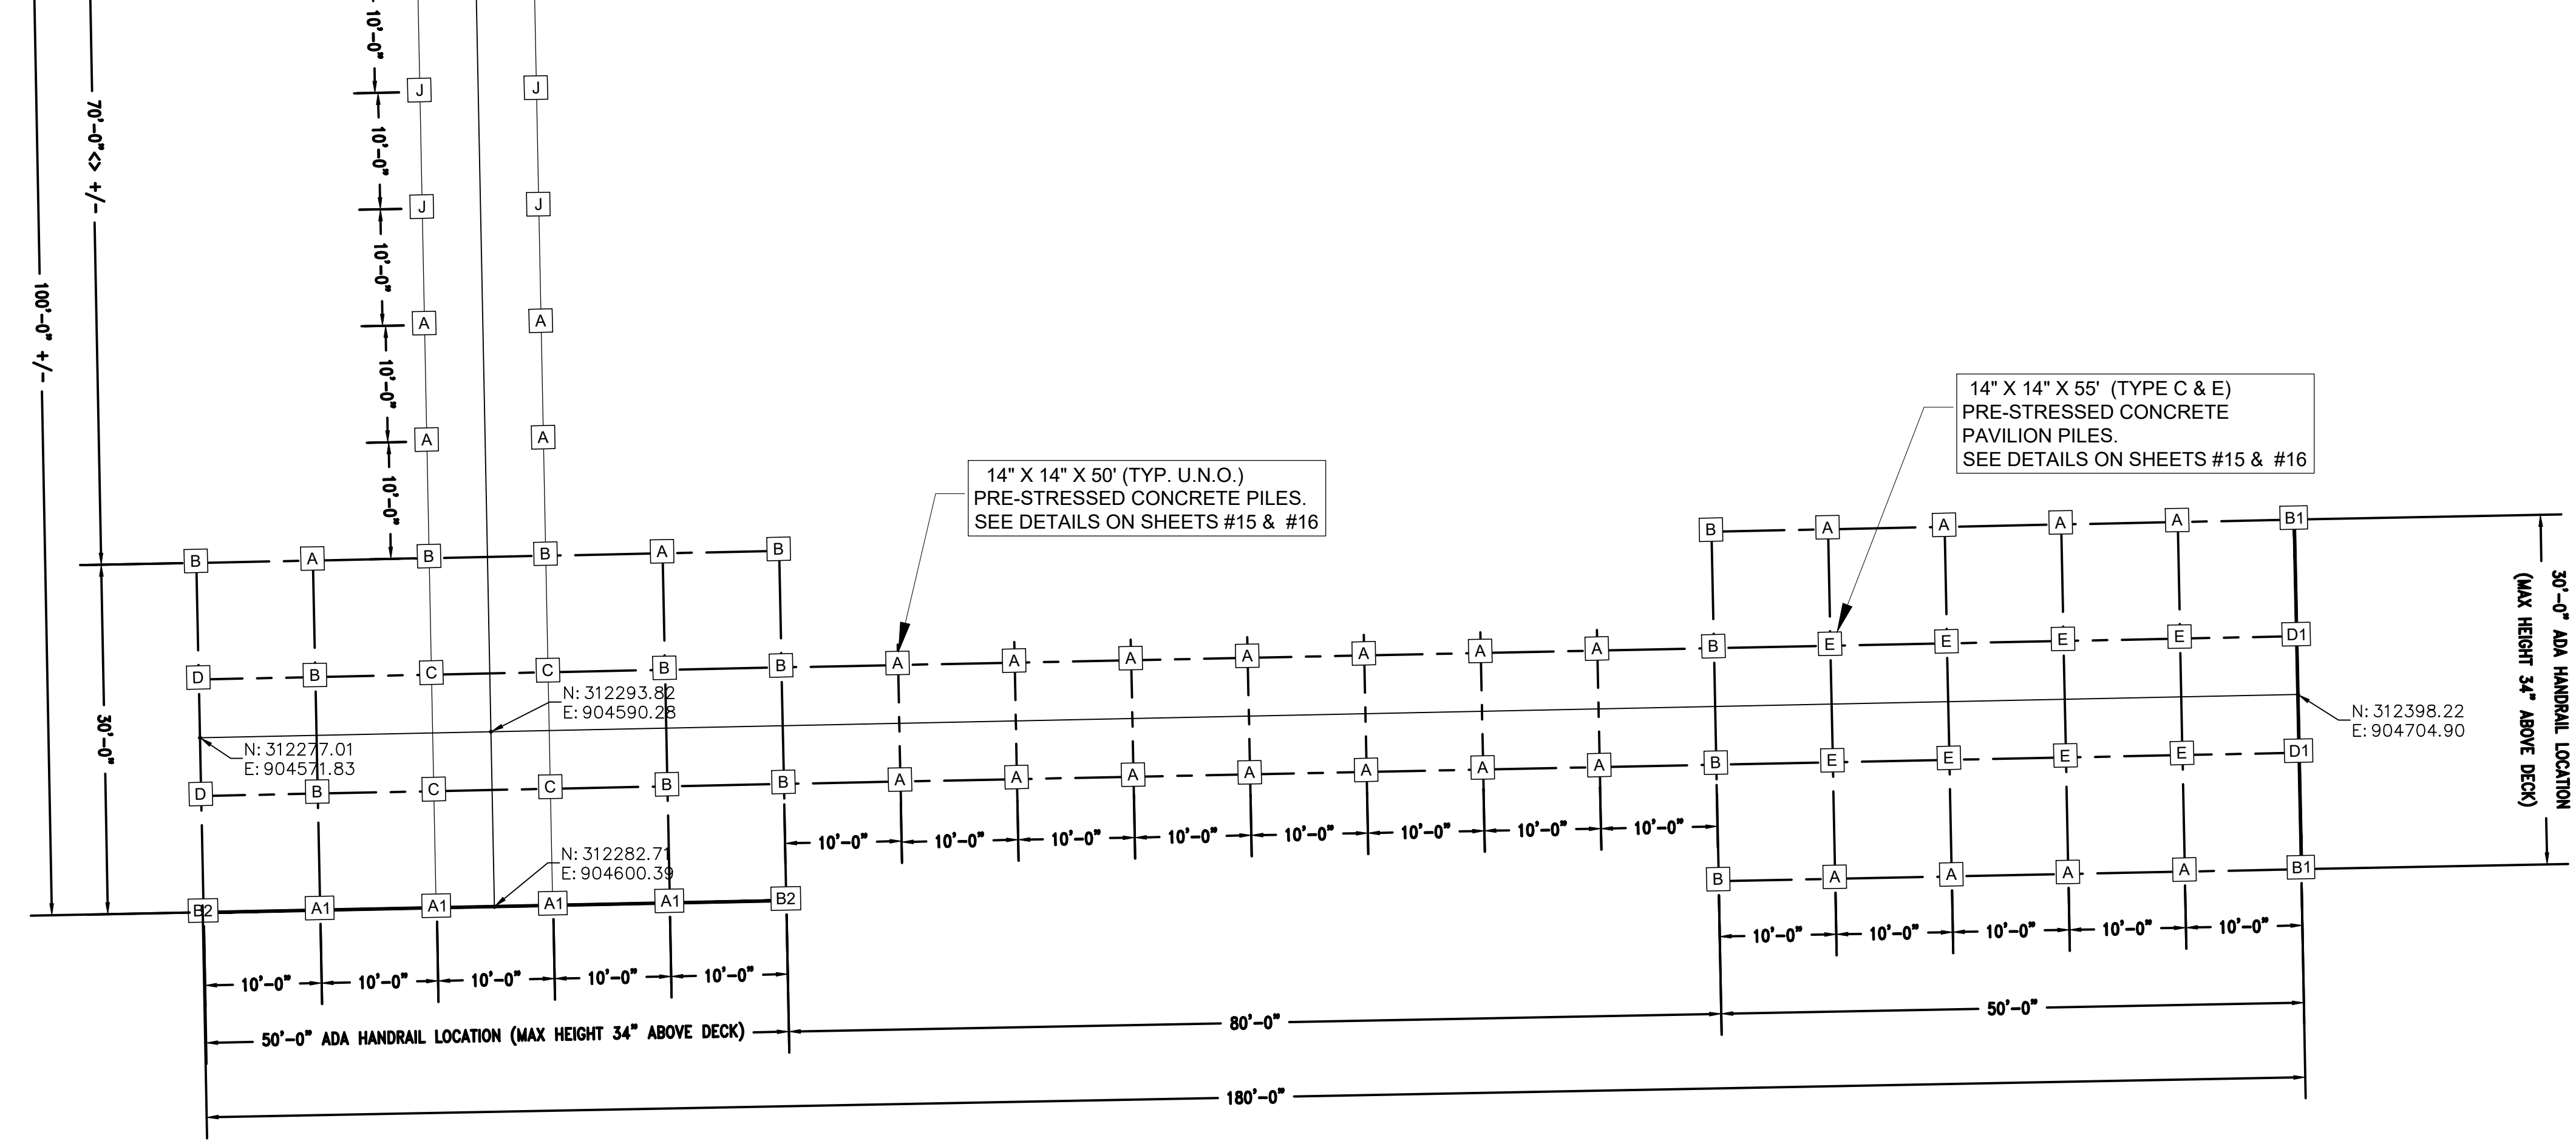 10'-0"
J
J
70'-0"<> +/-
10'-0"
J
J
10'-0"
100'-0" +/-
A
A
10'-0"
14" X 14" X 55' (TYPE C & E)
PRE-STRESSED CONCRETE
PAVILION PILES.
SEE DETAILS ON SHEETS #15 & #16
A
A
14" X 14" X 50' (TYP. U.N.O.)
PRE-STRESSED CONCRETE PILES.
SEE DETAILS ON SHEETS #15 & #16
10'-0"
B A A A A B1
B A B B A B
30'-0" ADA HANDRAIL LOCATION
(MAX HEIGHT 34" ABOVE DECK)
D B C C B B A A A A A A A B E E E E D1
N: 312293.82
E: 904590.28
30'-0"
N: 312277.01
E: 904571.83
N: 312398.22
E: 904704.90
D B C C B B A A A A A A A B E E E E D1
10'-0" 10'-0" 10'-0" 10'-0" 10'-0" 10'-0" 10'-0" 10'-0"
N: 312282.71
E: 904600.39
B A A A A B1
B2 A1 A1 A1 A1 B2
10'-0" 10'-0" 10'-0" 10'-0" 10'-0"
10'-0" 10'-0" 10'-0" 10'-0" 10'-0"
50'-0" ADA HANDRAIL LOCATION (MAX HEIGHT 34" ABOVE DECK)
80'-0"
50'-0"
180'-0"